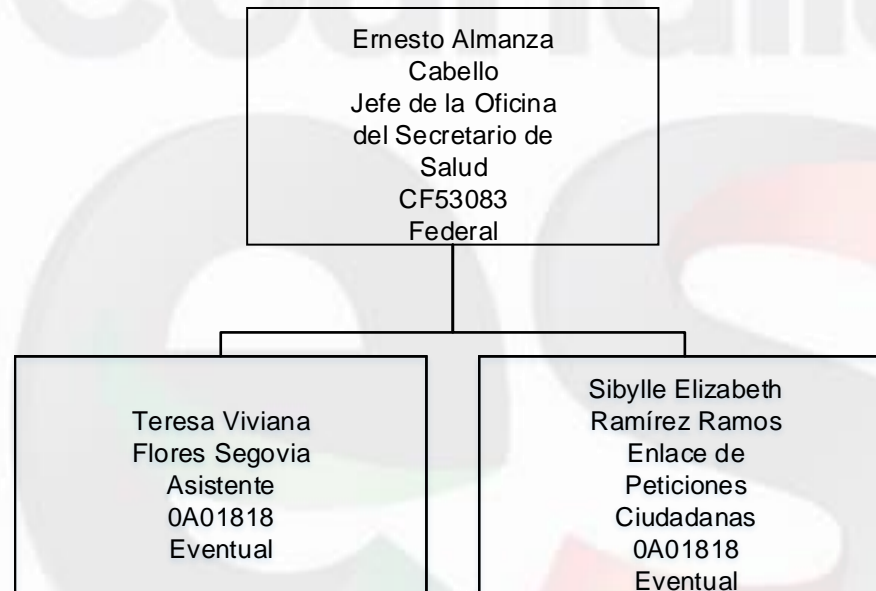 Ernesto Almanza
Cabello
Jefe de la Oficina
del Secretario de
Salud
CF53083
Federal
Teresa Viviana
Flores Segovia
Asistente
0A01818
Eventual
Sibylle Elizabeth
Ramírez Ramos
Enlace de
Peticiones
Ciudadanas
0A01818
Eventual